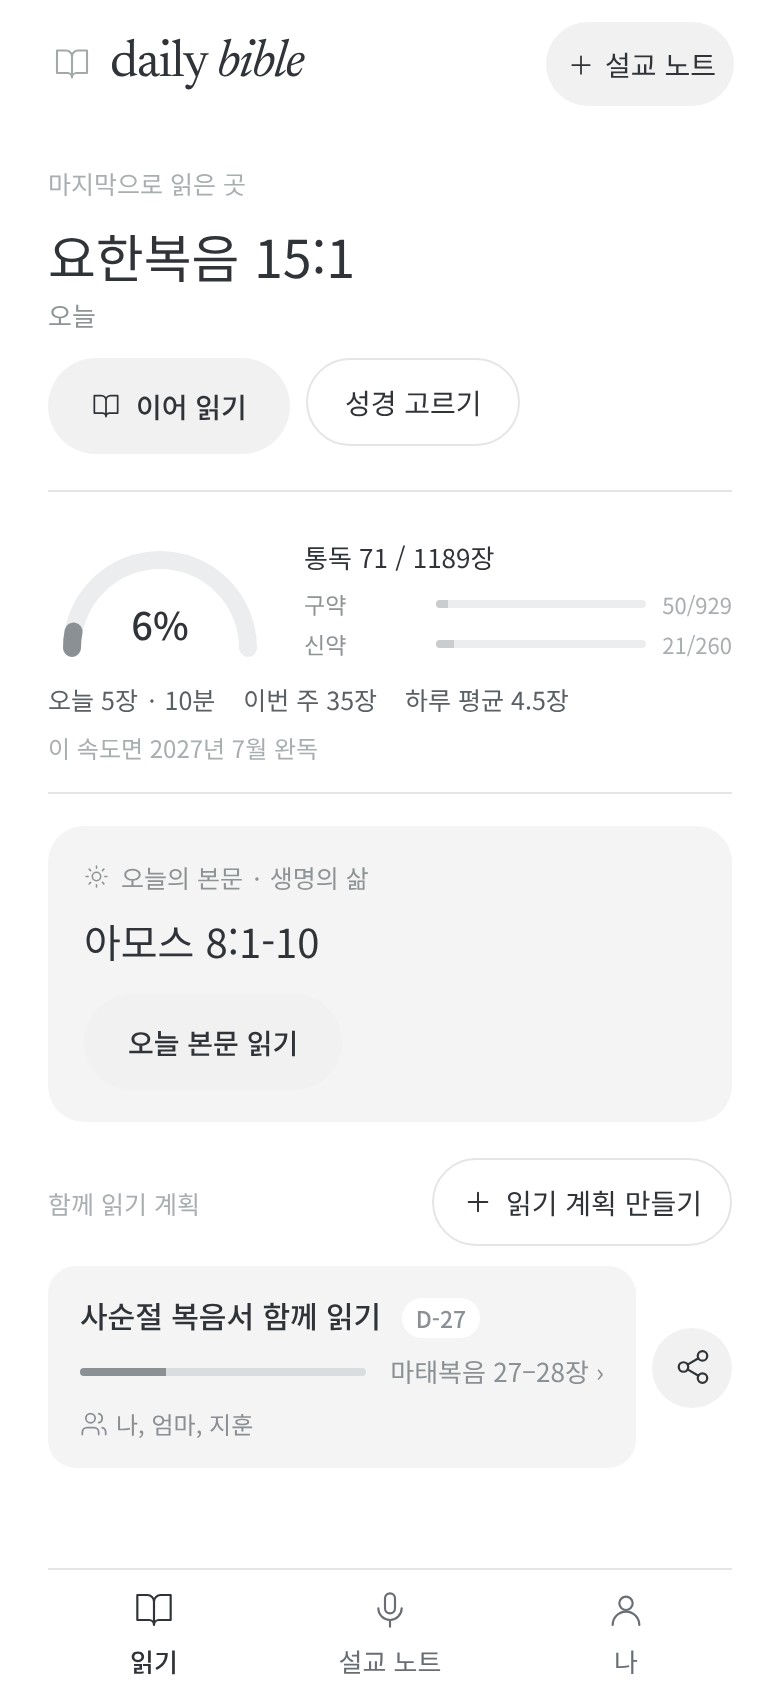 daily bible
+ 설교 노트
마지막으로 읽은 곳
요한복음 15:1
오늘
이어 읽기
성경 고르기
6%
통독 71 / 1189장
구약 50/929
신약 21/260
오늘 5장 · 10분 이번 주 35장 하루 평균 4.5장
이 속도면 2027년 7월 완독
오늘의 본문 · 생명의 삶
아모스 8:1-10
오늘 본문 읽기
함께 읽기 계획
+ 읽기 계획 만들기
사순절 복음서 함께 읽기 D-27
마태복음 27–28장 ›
나, 엄마, 지훈
읽기
설교 노트
나